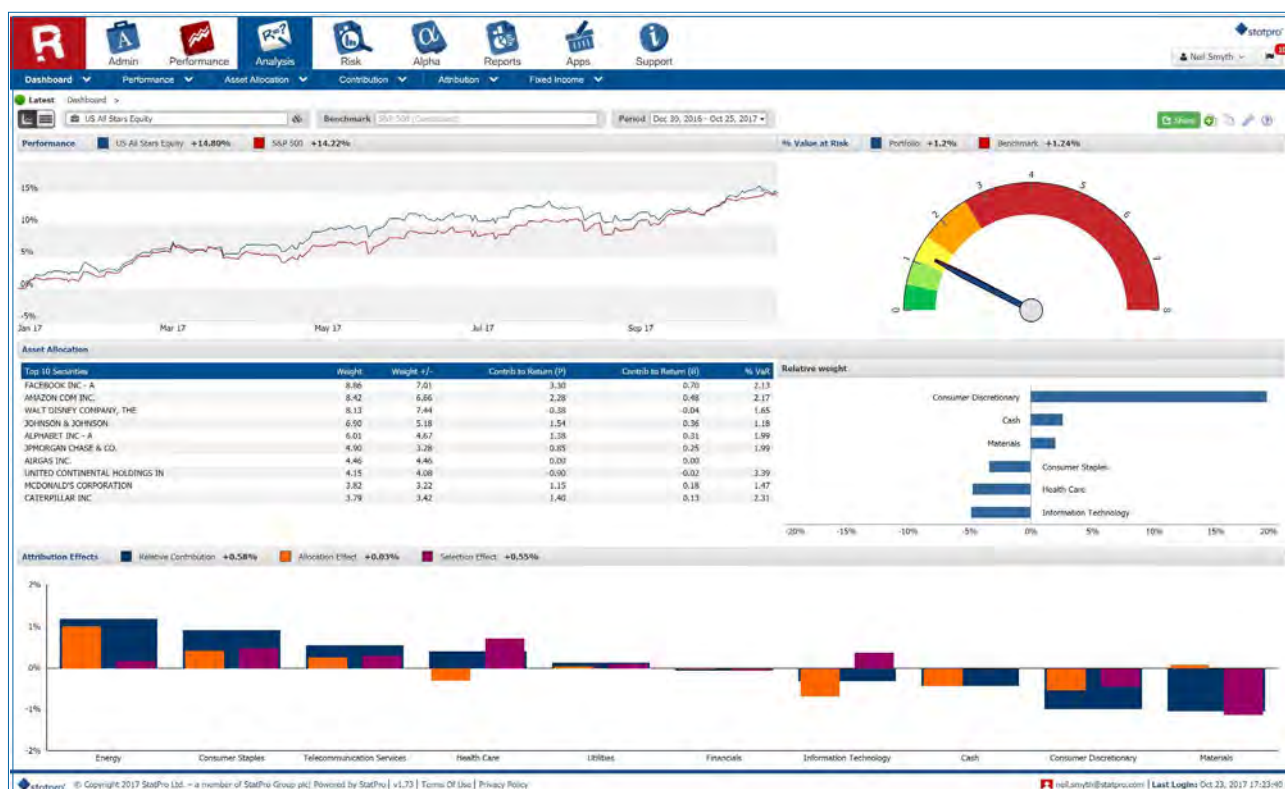 statpro
Admin Performance Analysis Risk Alpha Reports Apps Support
Neil Smyth
Dashboard Performance Asset Allocation Contribution Attribution Fixed Income
Latest Dashboard >
US All Stars Equity Benchmark S&P 500 Period Dec 30, 2016 - Oct 25, 2017 Share
Performance US All Stars Equity +14.80% S&P 500 +14.22%
% Value at Risk Portfolio +1.2% Benchmark +1.24%
15%
10%
5%
0%
-5%
Jan 17 Mar 17 May 17 Jul 17 Sep 17
0 1 2 3 4 5 6 7 8
Asset Allocation
Top 10 Securities Weight Weight +/- Contrib to Return (P) Contrib to Return (B) % VaR
FACEBOOK INC - A 8.86 7.01 3.30 0.70 2.13
AMAZON COM INC. 8.42 6.66 2.28 0.48 2.17
WALT DISNEY COMPANY, THE 8.13 7.44 -0.38 -0.04 1.65
JOHNSON & JOHNSON 6.90 5.18 1.54 0.36 1.18
ALPHABET INC - A 6.01 4.67 1.38 0.31 1.99
JPMORGAN CHASE & CO. 4.90 3.28 0.85 0.25 1.99
AIRGAS INC. 4.46 4.46 0.00 0.00
UNITED CONTINENTAL HOLDINGS IN 4.15 4.08 -0.90 -0.02 3.39
MCDONALD'S CORPORATION 3.82 3.22 1.15 0.18 1.47
CATERPILLAR INC 3.79 3.42 1.40 0.13 2.31
Relative weight
Consumer Discretionary
Cash
Materials
Consumer Staples
Health Care
Information Technology
-20% -15% -10% -5% 0% 5% 10% 15% 20%
Attribution Effects Relative Contribution +0.58% Allocation Effect +0.03% Selection Effect +0.55%
2%
1%
0%
-1%
-2%
Energy Consumer Staples Telecommunication Services Health Care Utilities Financials Information Technology Cash Consumer Discretionary Materials
statpro © Copyright 2017 StatPro Ltd. - a member of StatPro Group plc| Powered by StatPro | v1.73 | Terms Of Use | Privacy Policy
neil.smyth@statpro.com | Last Login: Oct 23, 2017 17:23:40